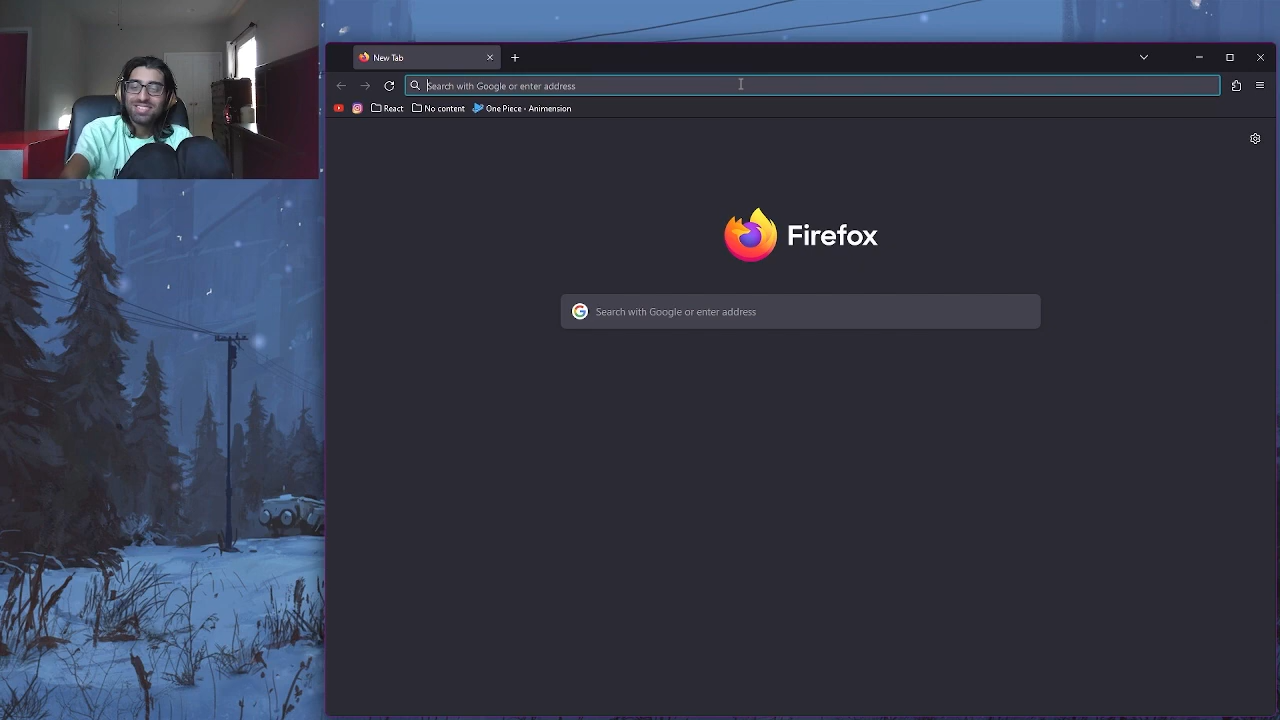 New Tab
Search with Google or enter address
React No content One Piece - Animension
Firefox
Search with Google or enter address